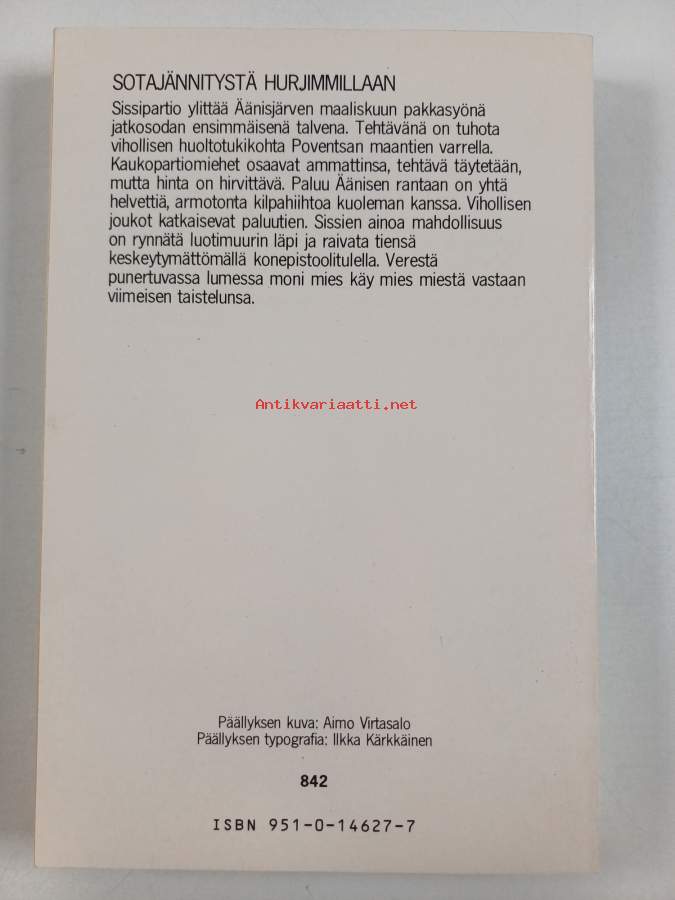 SOTAJÄNNITYSTÄ HURJIMMILLAAN
Sissipartio ylittää Äänisjärven maaliskuun pakkasyönä
jatkosodan ensimmäisenä talvena. Tehtävänä on tuhota
vihollisen huoltotukikohta Poventsan maantien varrella.
Kaukopartiomiehet osaavat ammattinsa, tehtävä täytetään,
mutta hinta on hirvittävä. Paluu Äänisen rantaan on yhtä
helvettiä, armotonta kilpahiihtoa kuoleman kanssa. Vihollisen
joukot katkaisevat paluutien. Sissien ainoa mahdollisuus
on rynnätä luotimuurin läpi ja raivata tiensä
keskeytymättömällä konepistoolitulella. Verestä
punertuvassa lumessa moni mies käy mies miestä vastaan
viimeisen taistelunsa.
Antikvariaatti.net
Päällyksen kuva: Aimo Virtasalo
Päällyksen typografia: Ilkka Kärkkäinen
842
ISBN 951-0-14627-7